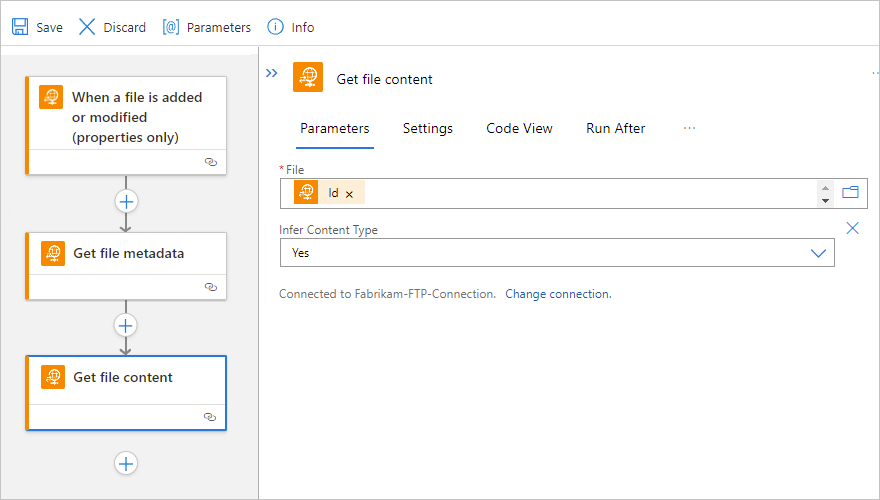 Save Discard Parameters Info
When a file is added
or modified
(properties only)
Get file metadata
Get file content
Get file content
Parameters Settings Code View Run After ...
* File
Id ×
Infer Content Type
Yes
Connected to Fabrikam-FTP-Connection. Change connection.